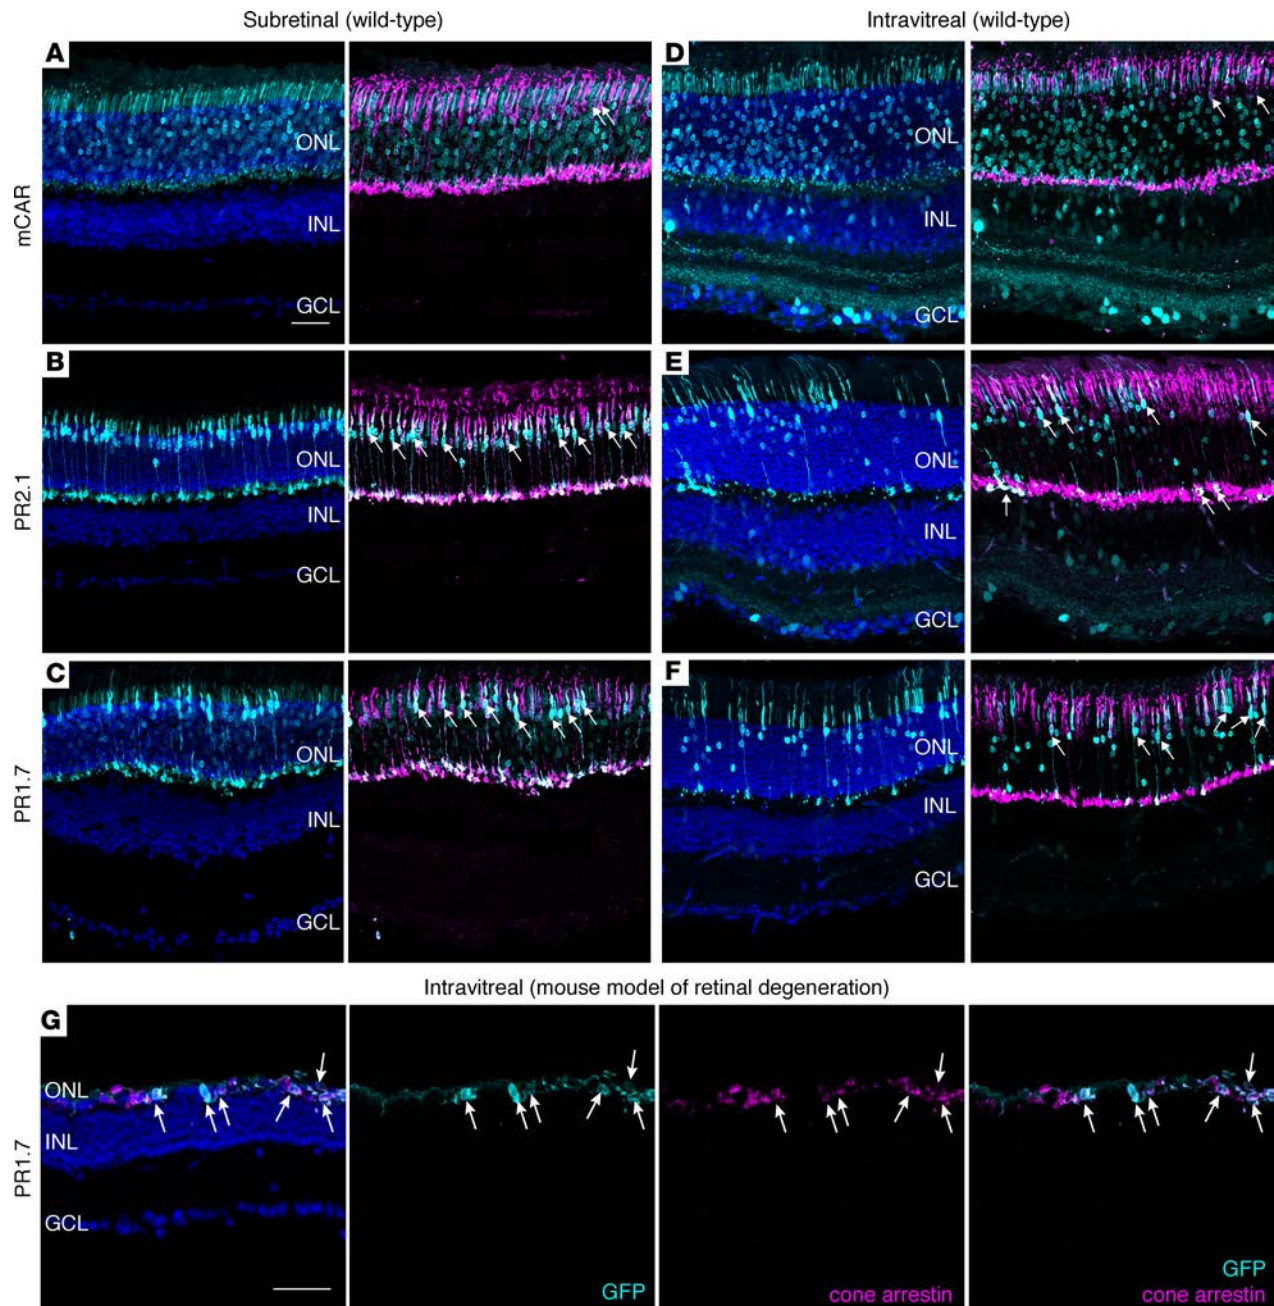 Subretinal (wild-type)
Intravitreal (wild-type)
A
ONL
INL
GCL
mCAR
D
ONL
INL
GCL
B
ONL
INL
GCL
PR2.1
E
ONL
INL
GCL
C
ONL
INL
GCL
PR1.7
F
ONL
INL
GCL
Intravitreal (mouse model of retinal degeneration)
G
ONL
INL
GCL
PR1.7
GFP
cone arrestin
GFP
cone arrestin